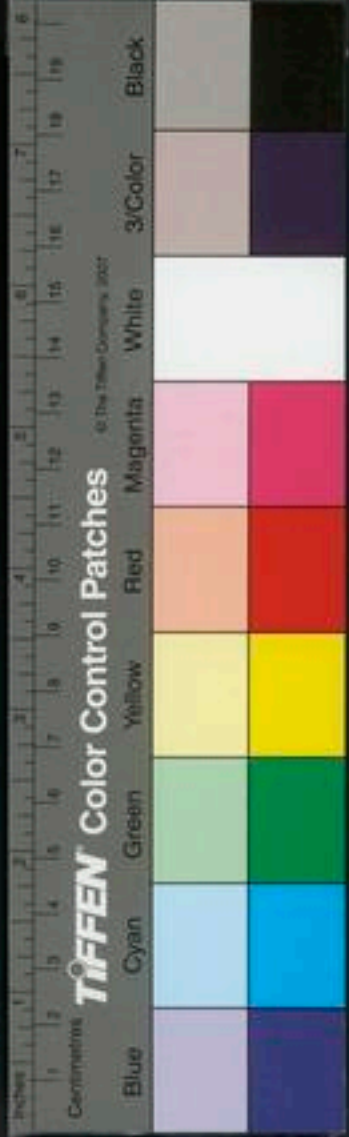 Inches 1 2 3 4 5 6 7 8
Centimetres 1 2 3 4 5 6 7 8 9 10 11 12 13 14 15 16 17 18 19
TIFFEN Color Control Patches
© The Tiffen Company, 2007
Blue Cyan Green Yellow Red Magenta White 3/Color Black